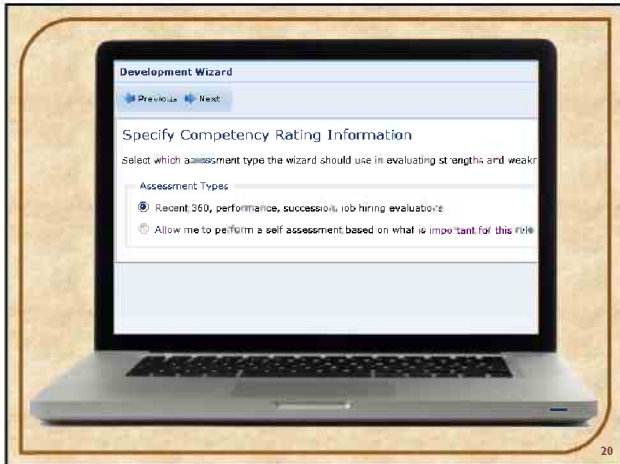 Development Wizard
Previous Next
Specify Competency Rating Information
Select which assessment type the wizard should use in evaluating strengths and
Assessment Types
Recent 360, performance, succession, job hiring evaluations
Allow me to perform a self assessment based on what is important for this role
20